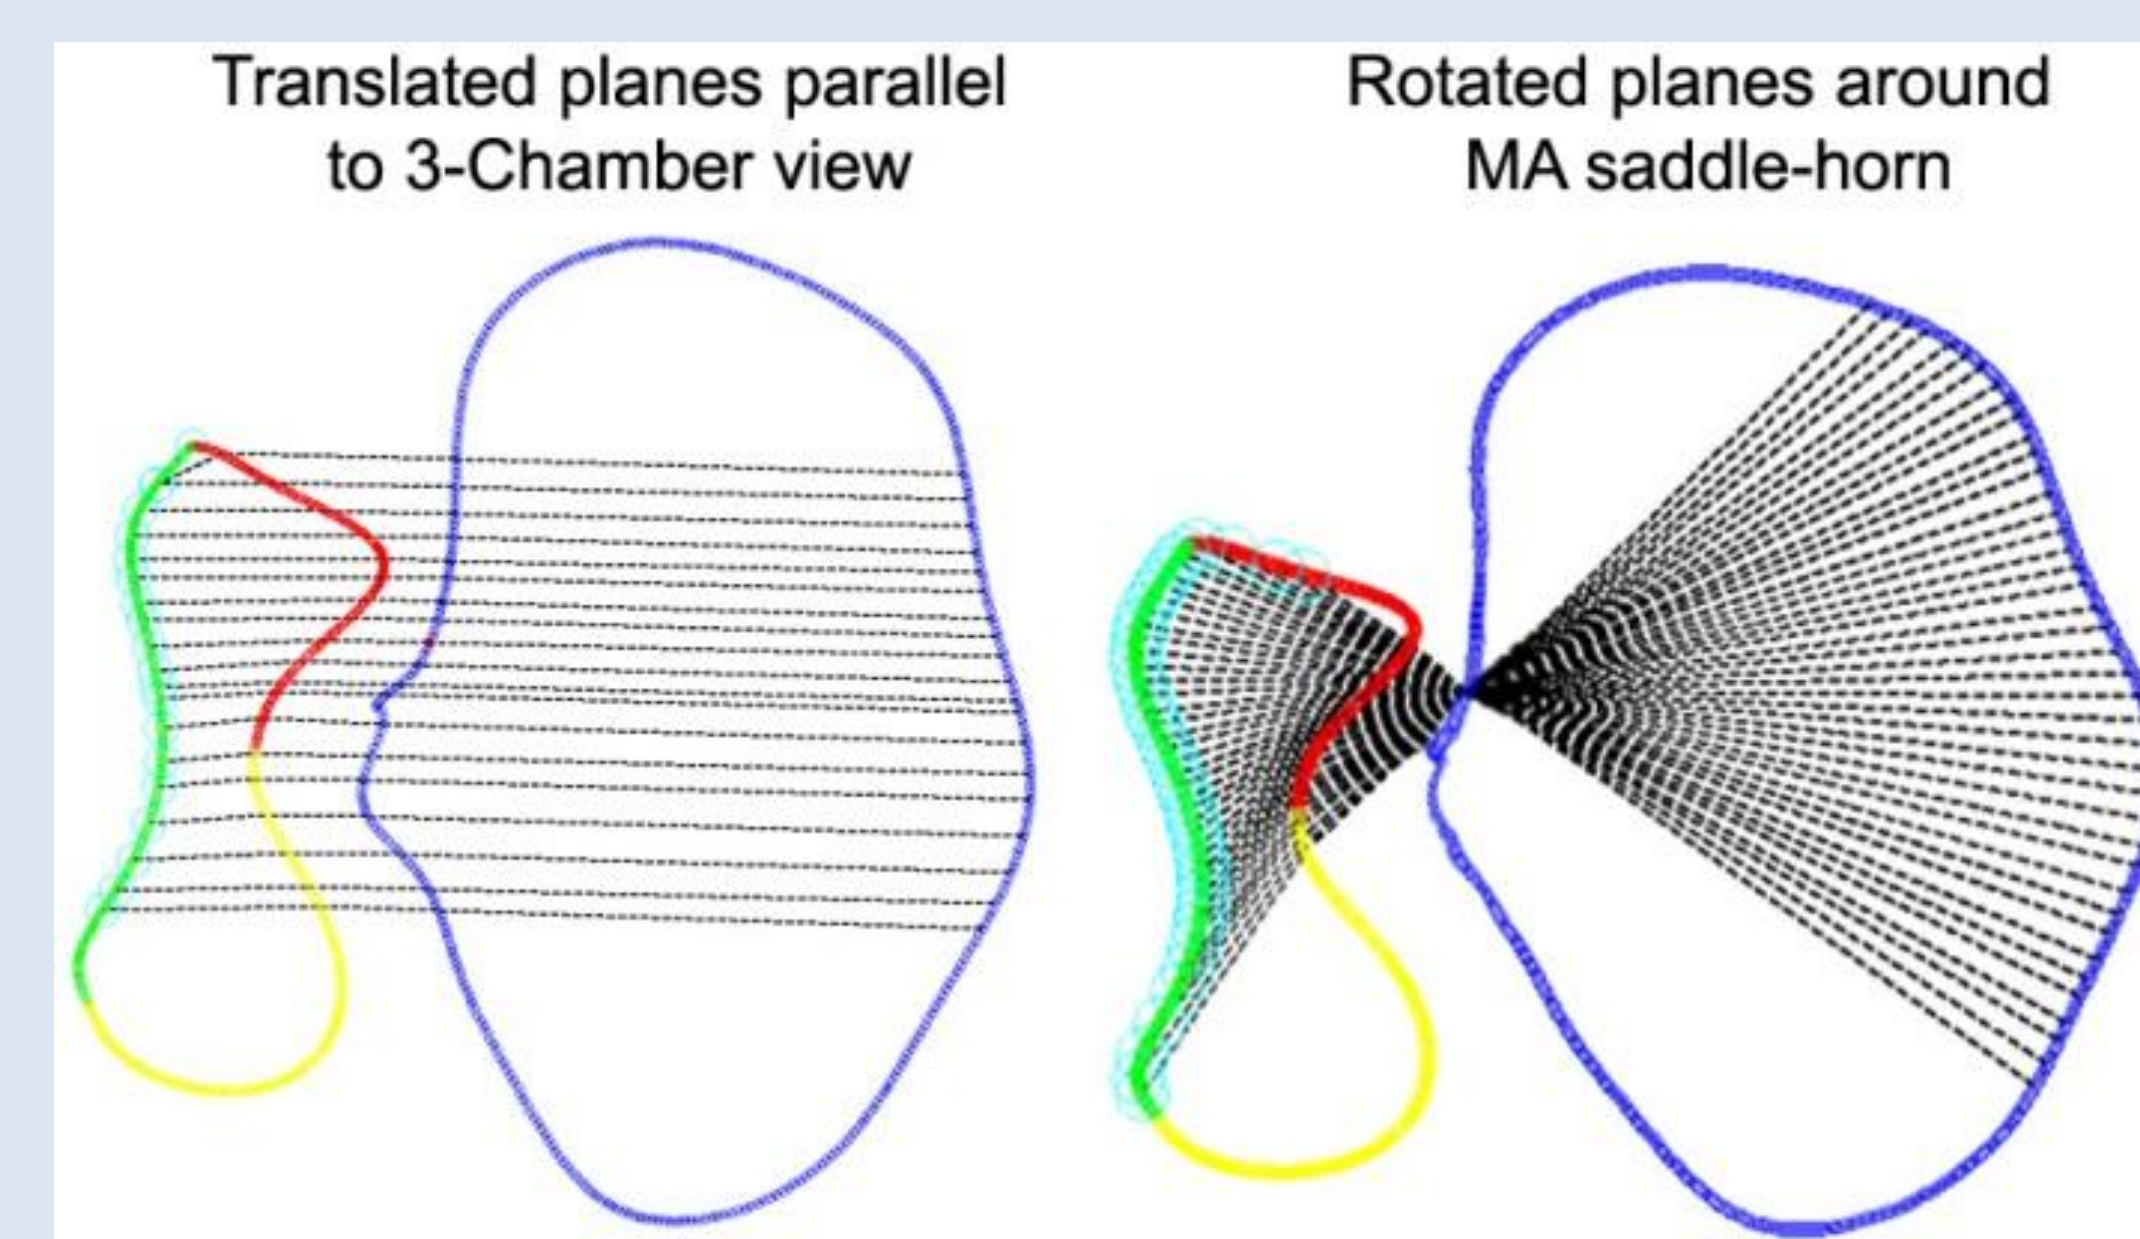 Translated planes parallel
to 3-Chamber view
Rotated planes around
MA saddle-horn